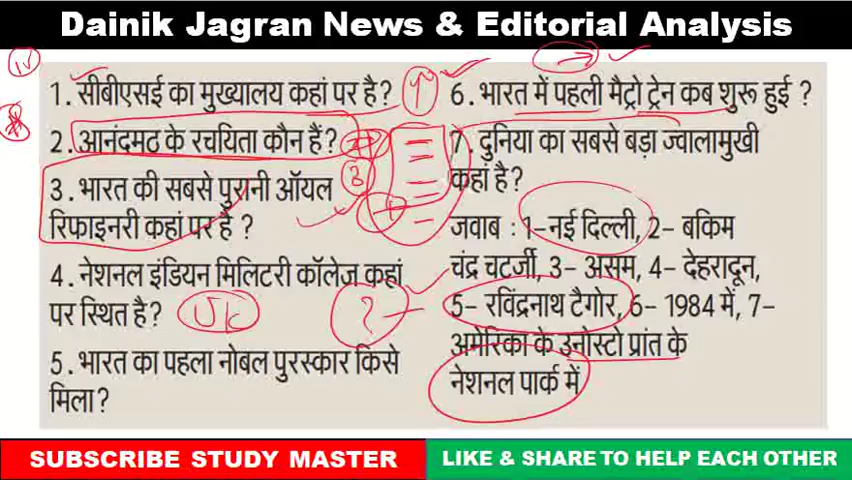 Dainik Jagran News & Editorial Analysis
1. सीबीएसई का मुख्यालय कहां पर है?
2. आनंदमठ के रचयिता कौन हैं?
3. भारत की सबसे पुरानी ऑयल
रिफाइनरी कहां पर है ?
4. नेशनल इंडियन मिलिटरी कॉलेज कहां
पर स्थित है?
5. भारत का पहला नोबल पुरस्कार किसे
मिला?
6. भारत में पहली मैट्रो ट्रेन कब शुरू हुई ?
7. दुनिया का सबसे बड़ा ज्वालामुखी
कहां है?
जवाब : 1-नई दिल्ली, 2- बकिम
चंद्र चटर्जी, 3- असम, 4- देहरादून,
5- रविंद्रनाथ टैगोर, 6- 1984 में, 7-
अमेरिका के उनोस्टो प्रांत के
नेशनल पार्क में
UK
?
SUBSCRIBE STUDY MASTER
LIKE & SHARE TO HELP EACH OTHER